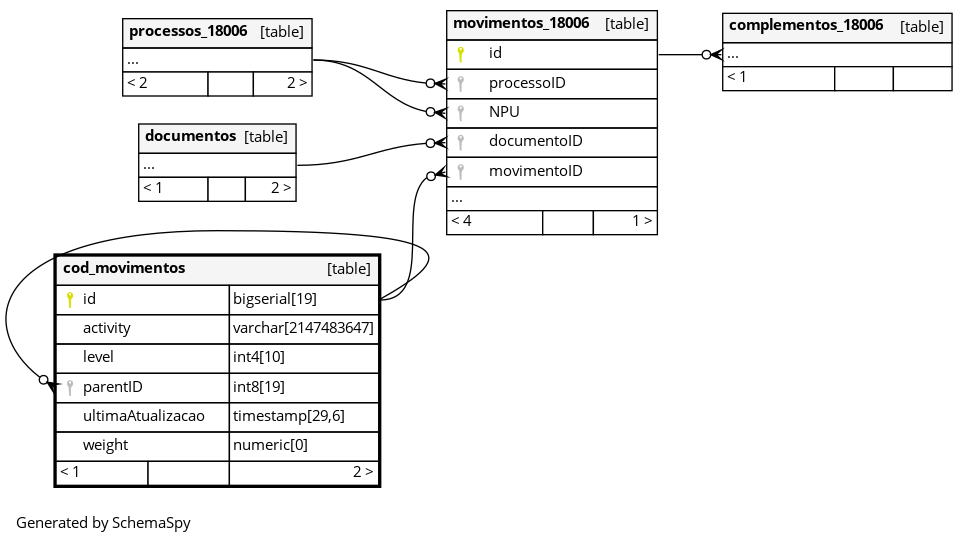 processos_18006 [table]
...
< 2 2 >
documentos [table]
...
< 1 2 >
movimentos_18006 [table]
id
processoID
NPU
documentoID
movimentoID
...
< 4 1 >
complementos_18006 [table]
...
< 1
cod_movimentos [table]
id bigserial[19]
activity varchar[2147483647]
level int4[10]
parentID int8[19]
ultimaAtualizacao timestamp[29,6]
weight numeric[0]
< 1 2 >
Generated by SchemaSpy